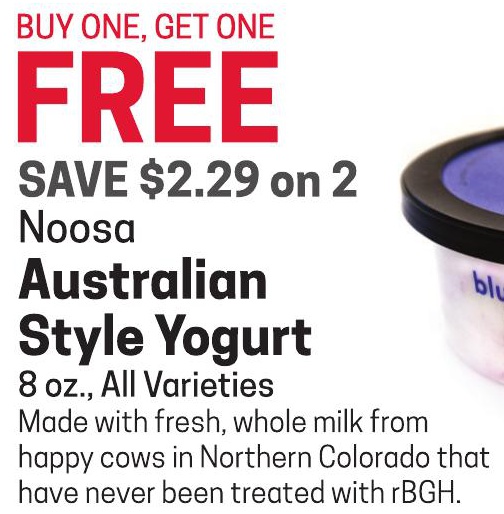 BUY ONE, GET ONE
FREE
SAVE $2.29 on 2
Noosa
Australian
Style Yogurt
8 oz., All Varieties
Made with fresh, whole milk from
happy cows in Northern Colorado that
have never been treated with rBGH.
blu